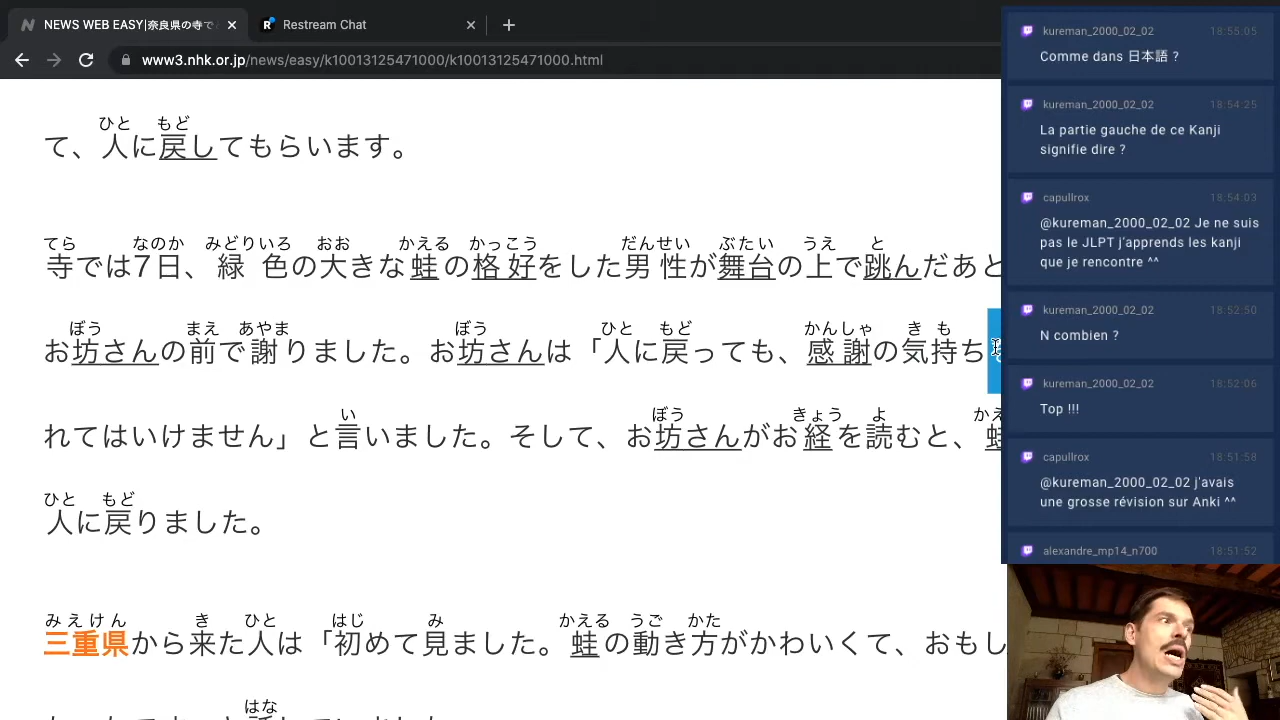 NEWS WEB EASY|奈良県の寺で
Restream Chat
www3.nhk.or.jp/news/easy/k10013125471000/k10013125471000.html
ひと もど
て、人に戻してもらいます。
てら なのか みどりいろ おお かえる かっこう だんせい ぶたい うえ と
寺では7日、緑色の大きな蛙の格好をした男性が舞台の上で跳んだあと
ぼう まえ あやま ぼう ひと もど かんしゃ き も
お坊さんの前で謝りました。お坊さんは「人に戻っても、感謝の気持ち
い ぼう きょう よ かえ
れてはいけません」と言いました。そして、お坊さんがお経を読むと、蛙
ひと もど
人に戻りました。
みえけん き ひと はじ み かえる うご かた
三重県から来た人は「初めて見ました。蛙の動き方がかわいくて、おもし
はな
kureman_2000_02_02 18:55:05
Comme dans 日本語 ?
kureman_2000_02_02 18:54:25
La partie gauche de ce Kanji
signifie dire ?
capullrox 18:54:03
@kureman_2000_02_02 Je ne suis
pas le JLPT j'apprends les kanji
que je rencontre ^^
kureman_2000_02_02 18:52:50
N combien ?
kureman_2000_02_02 18:52:06
Top !!!
capullrox 18:51:58
@kureman_2000_02_02 j'avais
une grosse révision sur Anki ^^
alexandre_mp14_n700 18:51:52